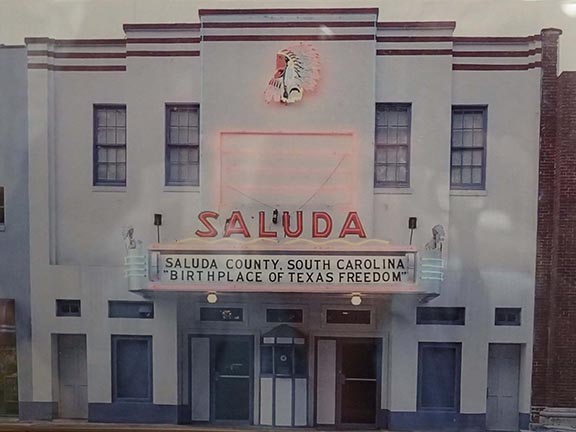 SALUDA
SALUDA COUNTY, SOUTH CAROLINA
"BIRTHPLACE OF TEXAS FREEDOM"